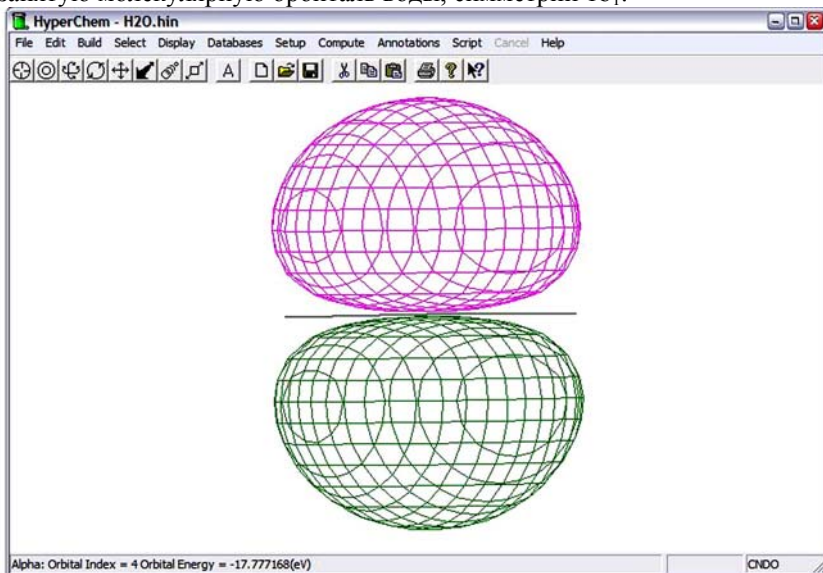 HyperChem - H2O.hin
File Edit Build Select Display Databases Setup Compute Annotations Script Cancel Help
A
Alpha: Orbital Index = 4 Orbital Energy = -17.777168(eV)
CNDO